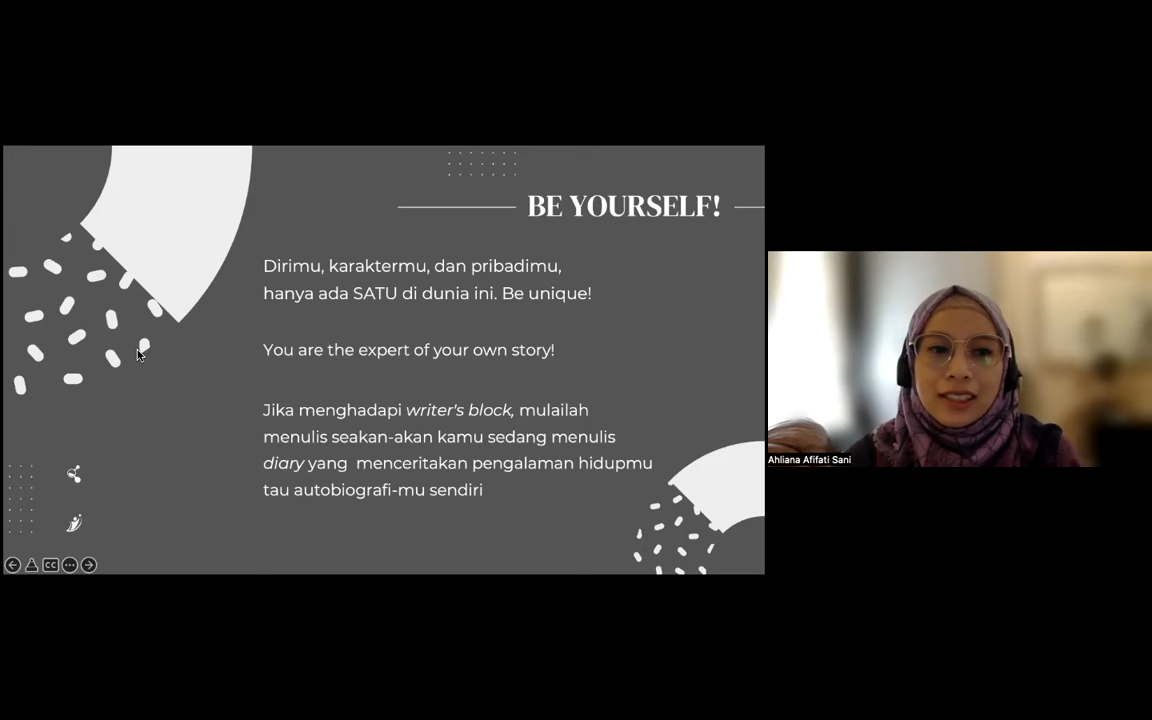 BE YOURSELF!
Dirimu, karaktermu, dan pribadimu,
hanya ada SATU di dunia ini. Be unique!
You are the expert of your own story!
Jika menghadapi writer's block, mulailah
menulis seakan-akan kamu sedang menulis
diary yang menceritakan pengalaman hidupmu
tau autobiografi-mu sendiri
CC
Ahliana Afifati Sani